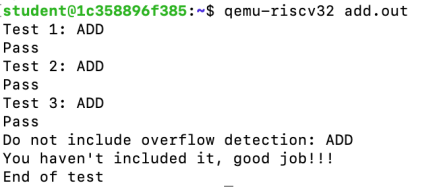 [student@1c358896f385:~$ qemu-riscv32 add.out
Test 1: ADD
Pass
Test 2: ADD
Pass
Test 3: ADD
Pass
Do not include overflow detection: ADD
You haven't included it, good job!!!
End of test